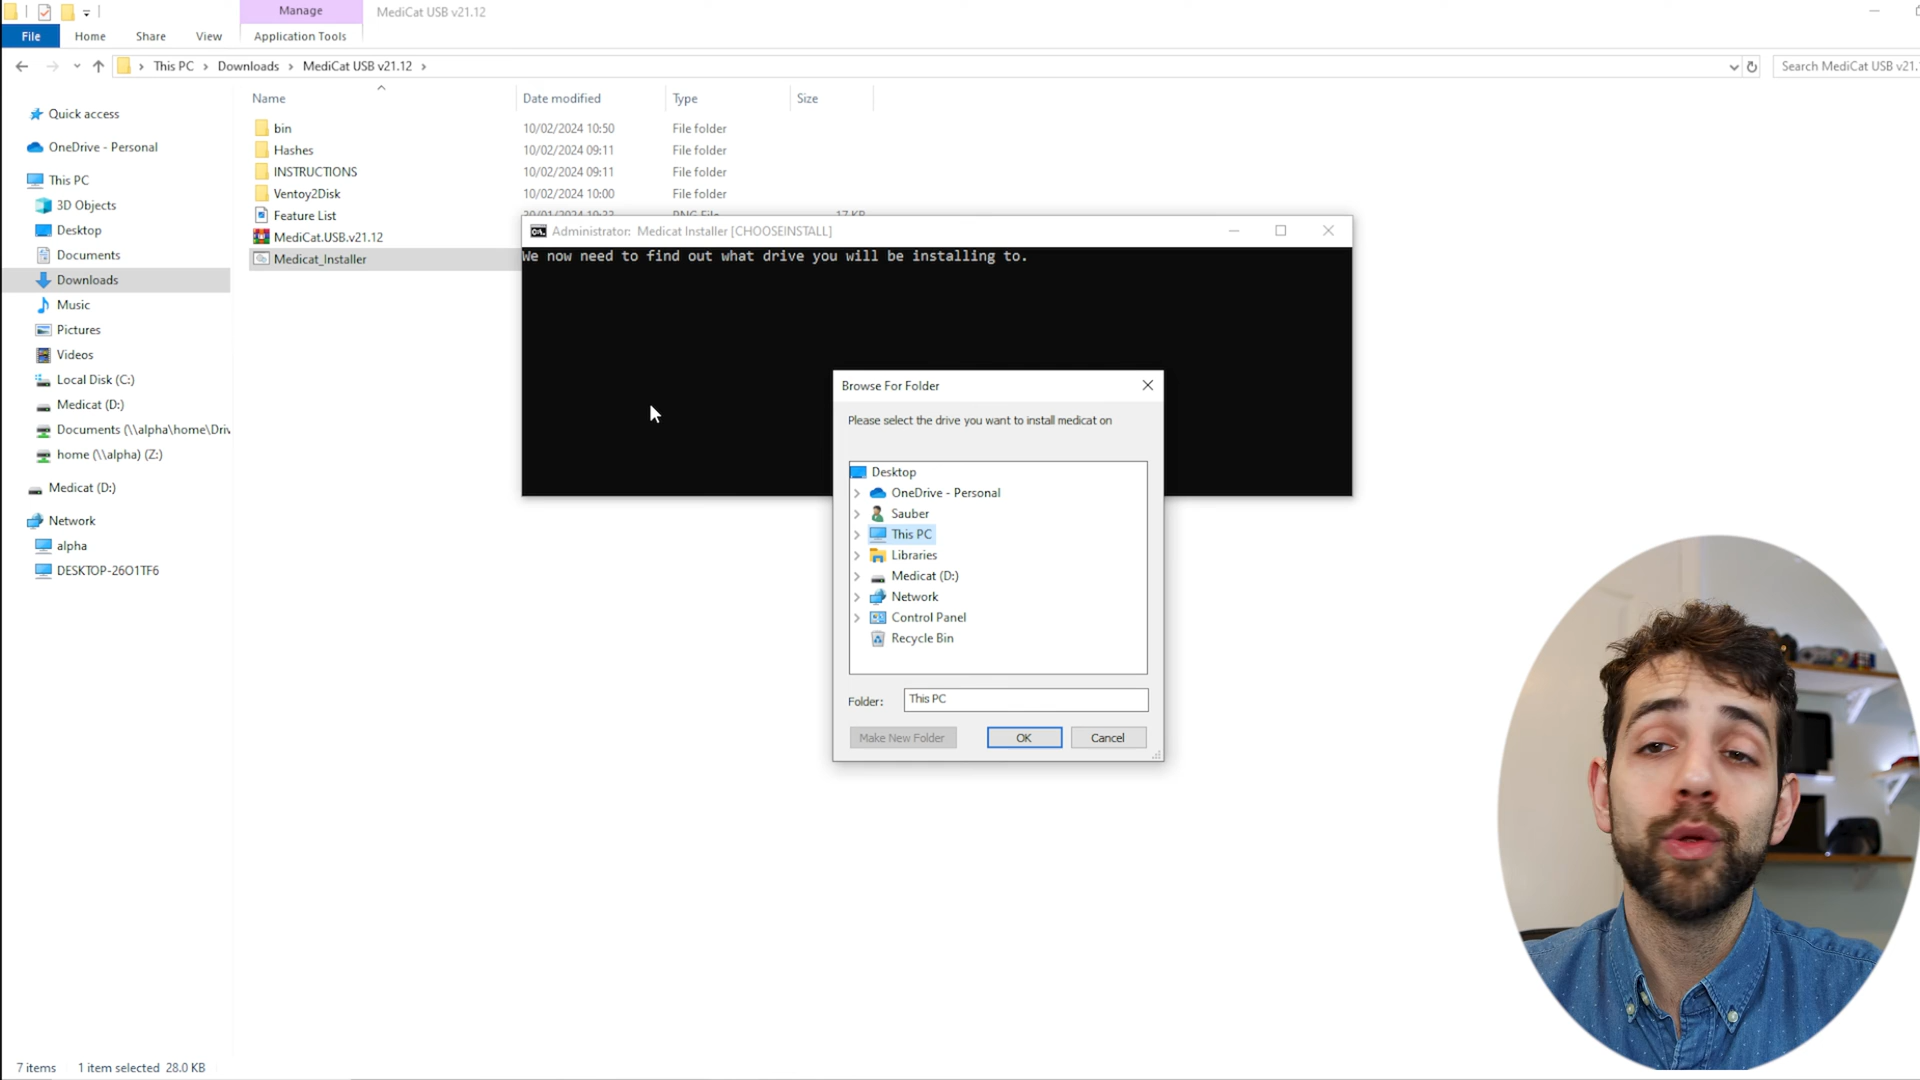 Manage
MediCat USB v21.12
File
Home
Share
View
Application Tools
This PC
Downloads
MediCat USB v21.12
Search MediCat USB v21.
Name
Date modified
Type
Size
bin
10/02/2024 10:50
File folder
Hashes
10/02/2024 09:11
File folder
INSTRUCTIONS
10/02/2024 09:11
File folder
Ventoy2Disk
10/02/2024 10:00
File folder
Feature List
17 KB
MediCat.USB.v21.12
Medicat_Installer
Quick access
OneDrive - Personal
This PC
3D Objects
Desktop
Documents
Downloads
Music
Pictures
Videos
Local Disk (C:)
Medicat (D:)
Documents (\\alpha\home\Driv
home (\\alpha) (Z:)
Medicat (D:)
Network
alpha
DESKTOP-26O1TF6
Administrator: Medicat Installer [CHOOSEINSTALL]
We now need to find out what drive you will be installing to.
Browse For Folder
Please select the drive you want to install medicat on
Desktop
OneDrive - Personal
Sauber
This PC
Libraries
Medicat (D:)
Network
Control Panel
Recycle Bin
Folder:
This PC
Make New Folder
OK
Cancel
7 items
1 item selected 28.0 KB